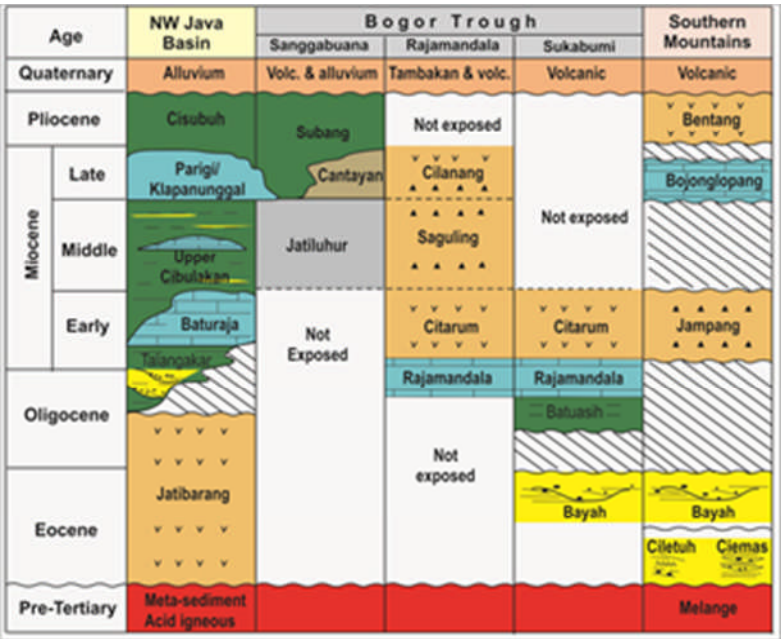 Age
NW Java
Basin
Bogor Trough
Southern
Mountains
Sanggabuana
Rajamandala
Sukabumi
Quaternary
Alluvium
Volc. & alluvium
Tambakan & volc.
Volcanic
Volcanic
Pliocene
Cisubuh
Subang
Not exposed
Bentang
Miocene
Late
Parigi/
Klapanunggal
Cantayan
Cilanang
Bojonglopang
Not exposed
Middle
Upper
Cibulakan
Jatiluhur
Saguling
Early
Baturaja
Not
Exposed
Citarum
Citarum
Jampang
Talangakar
Rajamandala
Rajamandala
Oligocene
Batuasih
Not
exposed
Jatibarang
Bayah
Bayah
Eocene
Ciletuh
Ciemas
Pre-Tertiary
Meta-sediment
Acid igneous
Melange